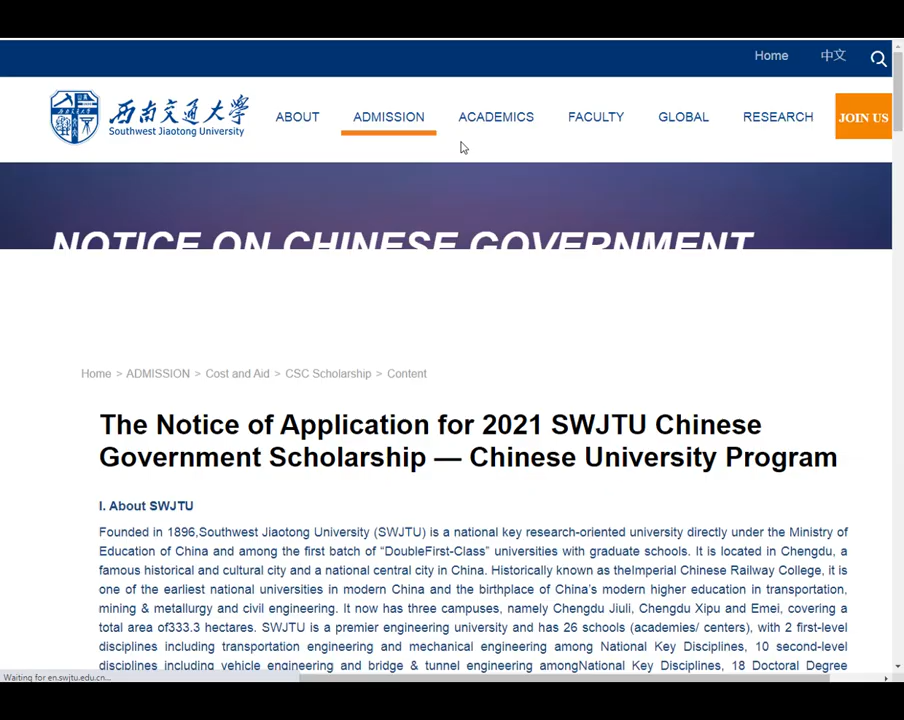 Home 中文
西南交通大学
Southwest Jiaotong University
ABOUT ADMISSION ACADEMICS FACULTY GLOBAL RESEARCH JOIN US
NOTICE ON CHINESE GOVERNMENT
Home > ADMISSION > Cost and Aid > CSC Scholarship > Content
The Notice of Application for 2021 SWJTU Chinese
Government Scholarship — Chinese University Program
I. About SWJTU
Founded in 1896,Southwest Jiaotong University (SWJTU) is a national key research-oriented university directly under the Ministry of
Education of China and among the first batch of “DoubleFirst-Class” universities with graduate schools. It is located in Chengdu, a
famous historical and cultural city and a national central city in China. Historically known as theImperial Chinese Railway College, it is
one of the earliest national universities in modern China and the birthplace of China’s modern higher education in transportation,
mining & metallurgy and civil engineering. It now has three campuses, namely Chengdu Jiuli, Chengdu Xipu and Emei, covering a
total area of333.3 hectares. SWJTU is a premier engineering university and has 26 schools (academies/ centers), with 2 first-level
disciplines including transportation engineering and mechanical engineering among National Key Disciplines, 10 second-level
disciplines including vehicle engineering and bridge & tunnel engineering amongNational Key Disciplines, 18 Doctoral Degree
Waiting for en.swjtu.edu.cn...